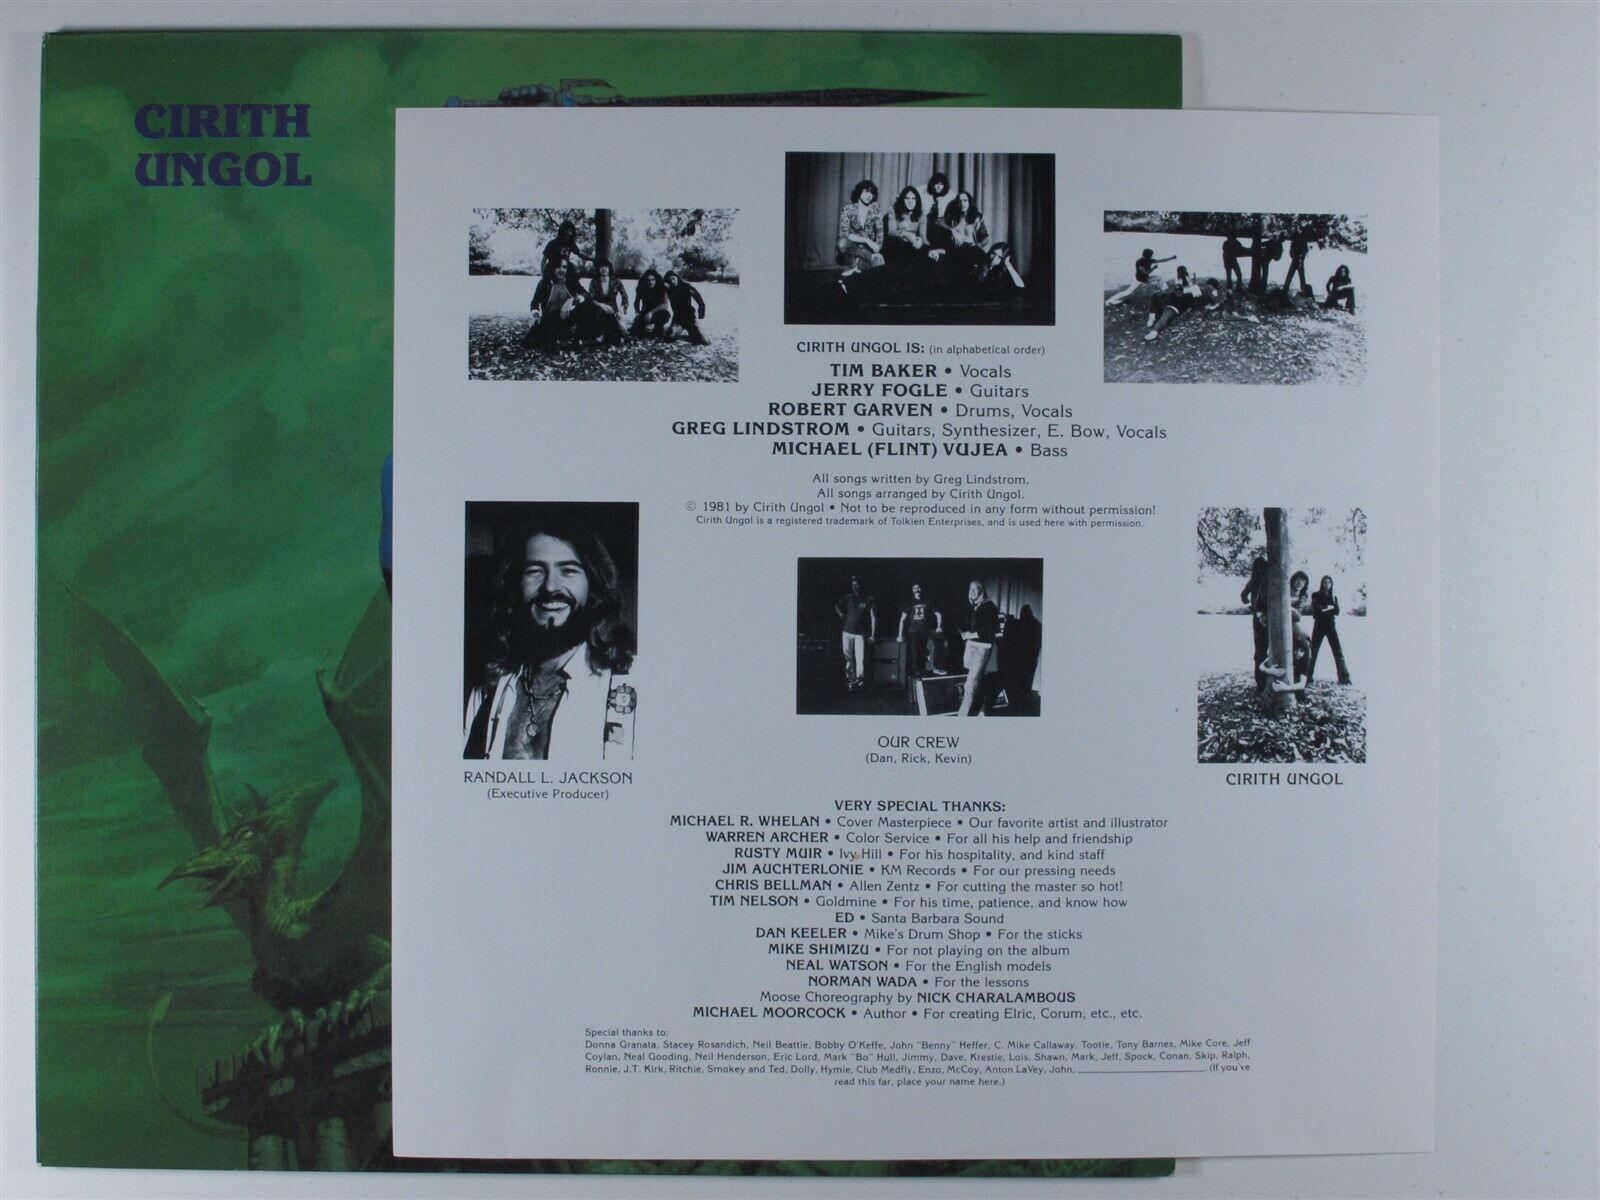 CIRITH
UNGOL
CIRITH UNGOL IS: (in alphabetical order)
TIM BAKER • Vocals
JERRY FOGLE • Guitars
ROBERT GARVEN • Drums, Vocals
GREG LINDSTROM • Guitars, Synthesizer, E. Bow, Vocals
MICHAEL (FLINT) VUJEA • Bass
All songs written by Greg Lindstrom.
All songs arranged by Cirith Ungol.
© 1981 by Cirith Ungol • Not to be reproduced in any form without permission!
Cirith Ungol is a registered trademark of Tolkien Enterprises, and is used here with permission.
RANDALL L. JACKSON
(Executive Producer)
OUR CREW
(Dan, Rick, Kevin)
CIRITH UNGOL
VERY SPECIAL THANKS:
MICHAEL R. WHELAN • Cover Masterpiece • Our favorite artist and illustrator
WARREN ARCHER • Color Service • For all his help and friendship
RUSTY MUIR • Ivy Hill • For his hospitality, and kind staff
JIM AUCHTERLONIE • KM Records • For our pressing needs
CHRIS BELLMAN • Allen Zentz • For cutting the master so hot!
TIM NELSON • Goldmine • For his time, patience, and know how
ED • Santa Barbara Sound
DAN KEELER • Mike's Drum Shop • For the sticks
MIKE SHIMIZU • For not playing on the album
NEAL WATSON • For the English models
NORMAN WADA • For the lessons
Moose Choreography by NICK CHARALAMBOUS
MICHAEL MOORCOCK • Author • For creating Elric, Corum, etc., etc.
Special thanks to:
Donna Granata, Stacey Rosandich, Neil Beattie, Bobby O'Keffe, John "Benny" Heffer, C. Mike Callaway, Tootie, Tony Barnes, Mike Core, Jeff
Coylan, Neal Gooding, Neil Henderson, Eric Lord, Mark "Bo" Hull, Jimmy, Dave, Krestie, Lois, Shawn, Mark, Jeff, Spock, Conan, Skip, Ralph,
Ronnie, J.T. Kirk, Ritchie, Smokey and Ted, Dolly, Hymie, Club Medfly, Enzo, McCoy, Anton LaVey, John, ____________________. (If you've
read this far, place your name here.)